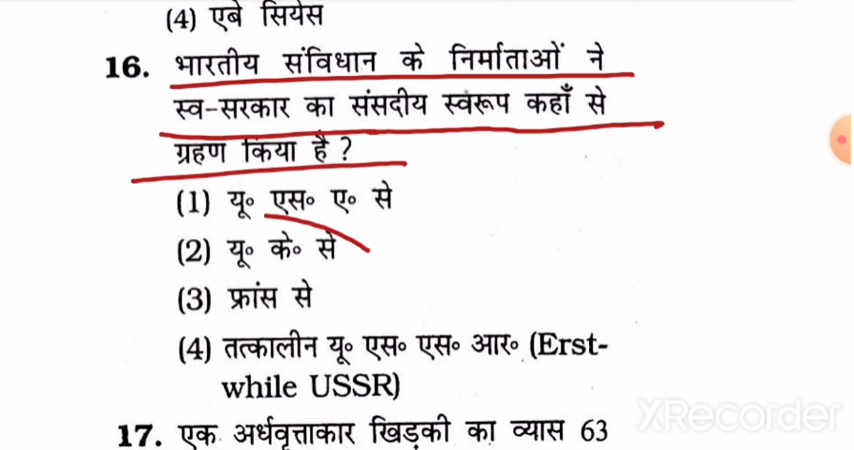 (4) एबे सियेस
16. भारतीय संविधान के निर्माताओं ने
स्व-सरकार का संसदीय स्वरूप कहाँ से
ग्रहण किया है ?
(1) यू॰ एस॰ ए॰ से
(2) यू॰ के॰ से
(3) फ्रांस से
(4) तत्कालीन यू॰ एस॰ एस॰ आर॰ (Erst-
while USSR)
17. एक अर्धवृत्ताकार खिड़की का व्यास 63
XRecorder